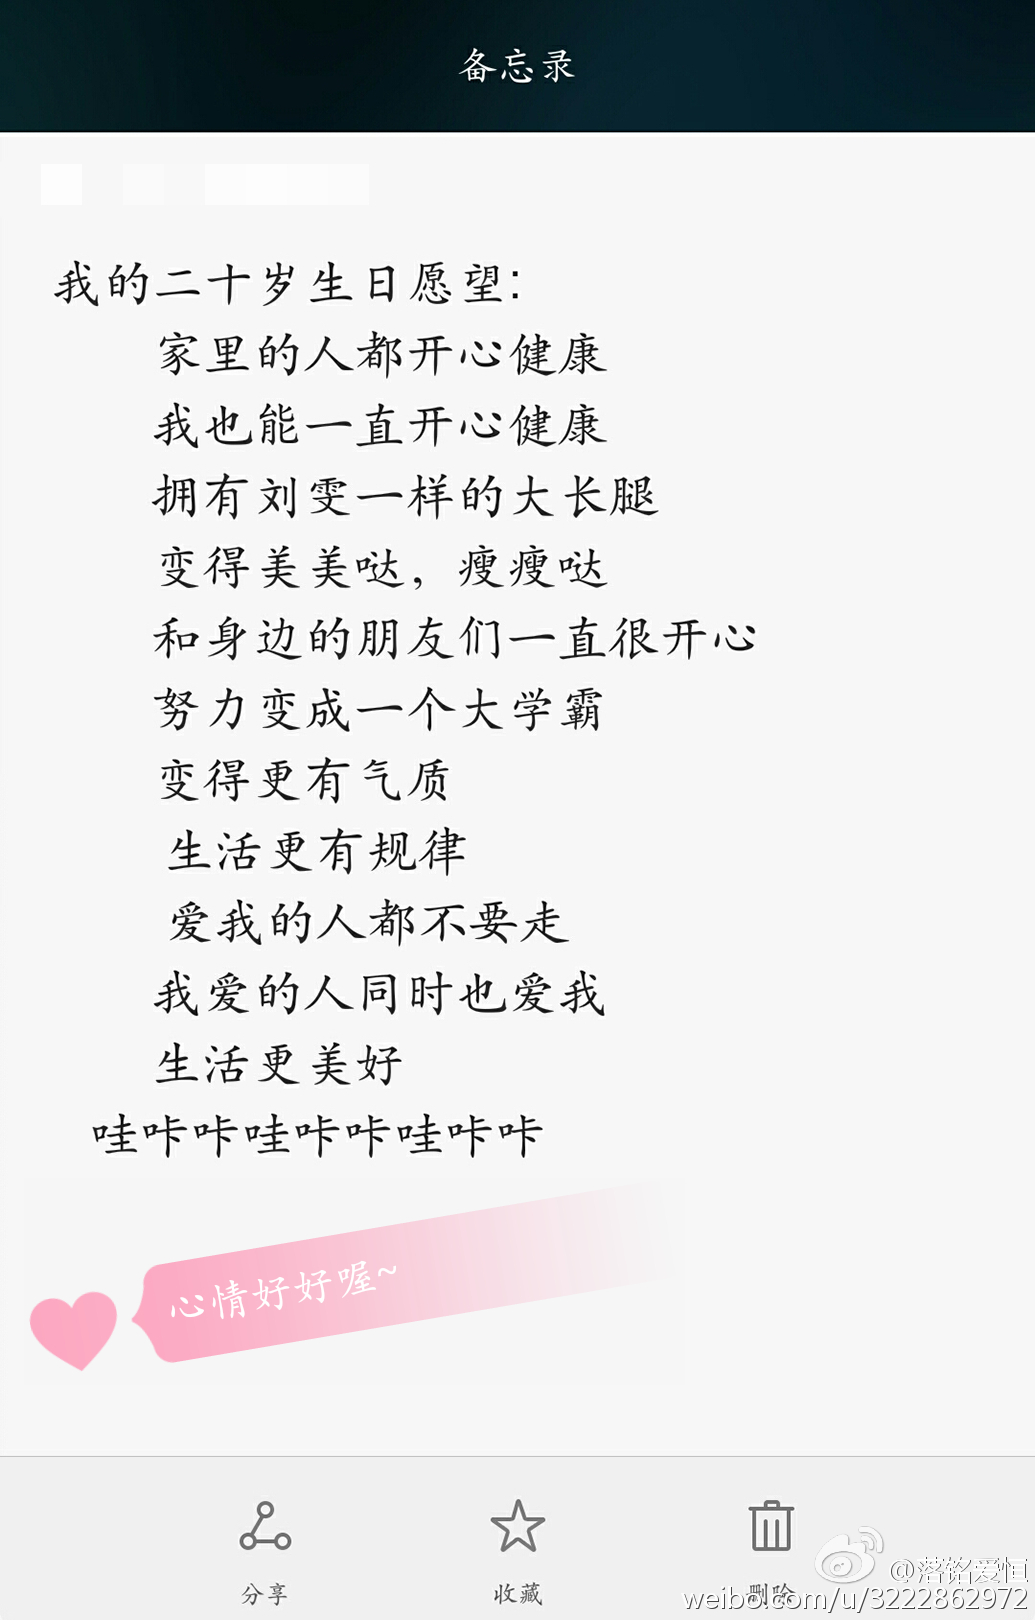 备忘录
我的二十岁生日愿望：
家里的人都开心健康
我也能一直开心健康
拥有刘雯一样的大长腿
变得美美哒，瘦瘦哒
和身边的朋友们一直很开心
努力变成一个大学霸
变得更有气质
生活更有规律
爱我的人都不要走
我爱的人同时也爱我
生活更美好
哇咔咔哇咔咔哇咔咔
心情好好喔~
分享
收藏
删除
@落铭爱恒
weibo.com/u/3222862972